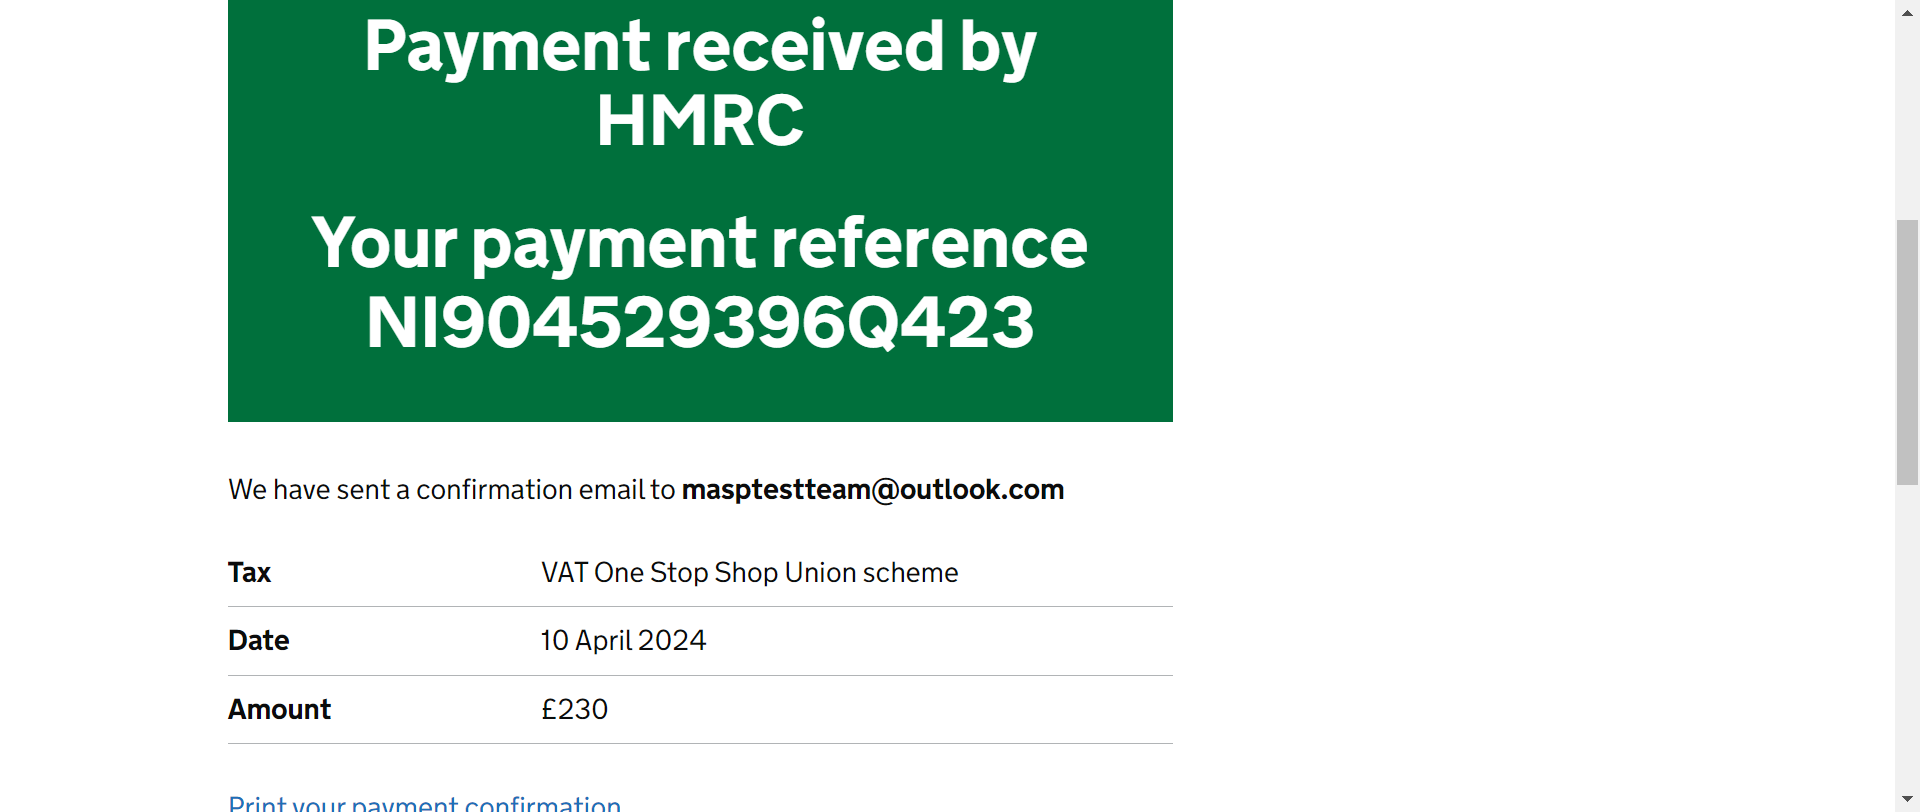 Payment received by
HMRC
Your payment reference
NI904529396Q423
We have sent a confirmation email to masptestteam@outlook.com
Tax VAT One Stop Shop Union scheme
Date 10 April 2024
Amount £230
Print your payment confirmation